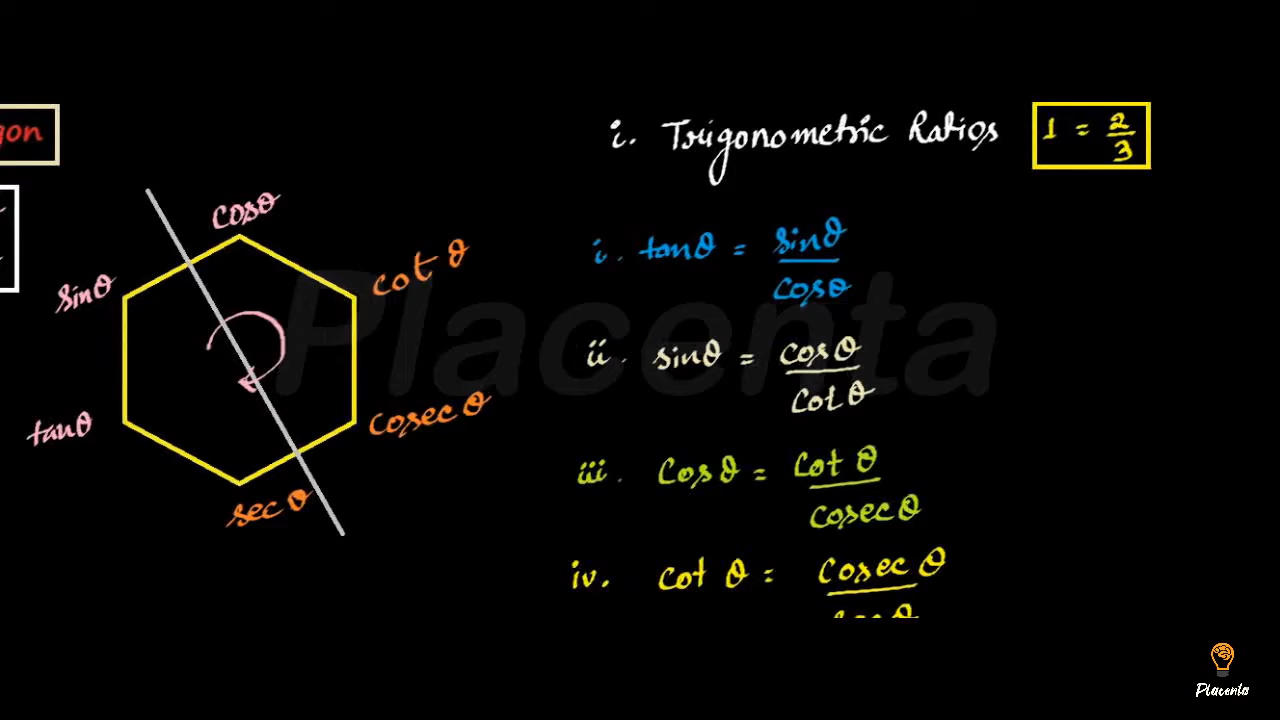 gon
i. Trigonometric Ratios
1 = 2/3
cosθ
cot θ
sinθ
tanθ
cosec θ
sec θ
i. tanθ = sinθ/cosθ
ii. sinθ = cosθ/cot θ
iii. cosθ = cot θ/cosec θ
iv. cot θ = cosec θ/
Placenta
Placenta